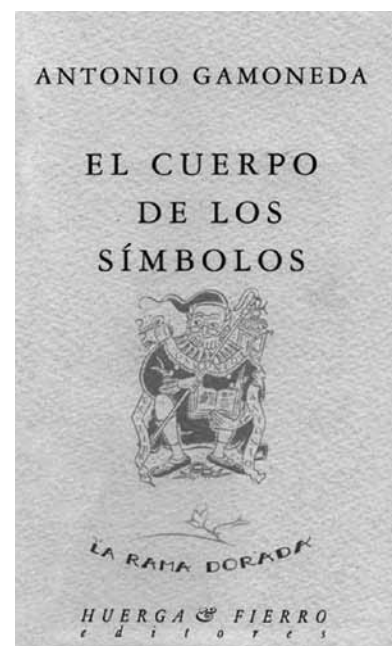 ANTONIO GAMONEDA
EL CUERPO
DE LOS
SÍMBOLOS
LA RAMA DORADA
HUERGA & FIERRO
editores